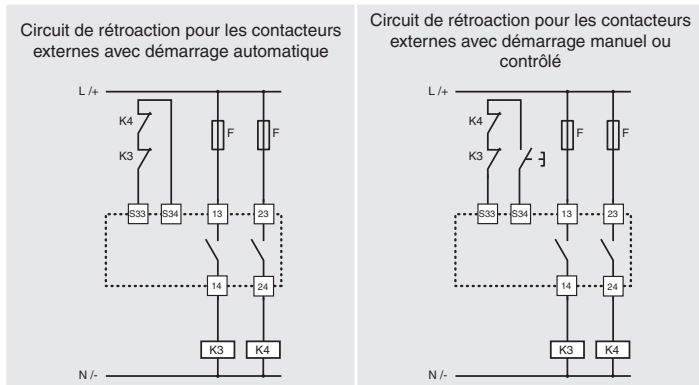 Circuit de rétroaction pour les contacteurs
externes avec démarrage automatique
L /+
K4
F
F
K3
S33
S34
13
23
14
24
K3
K4
N /-
Circuit de rétroaction pour les contacteurs
externes avec démarrage manuel ou
contrôlé
L /+
K4
F
F
K3
S33
S34
13
23
14
24
K3
K4
N /-